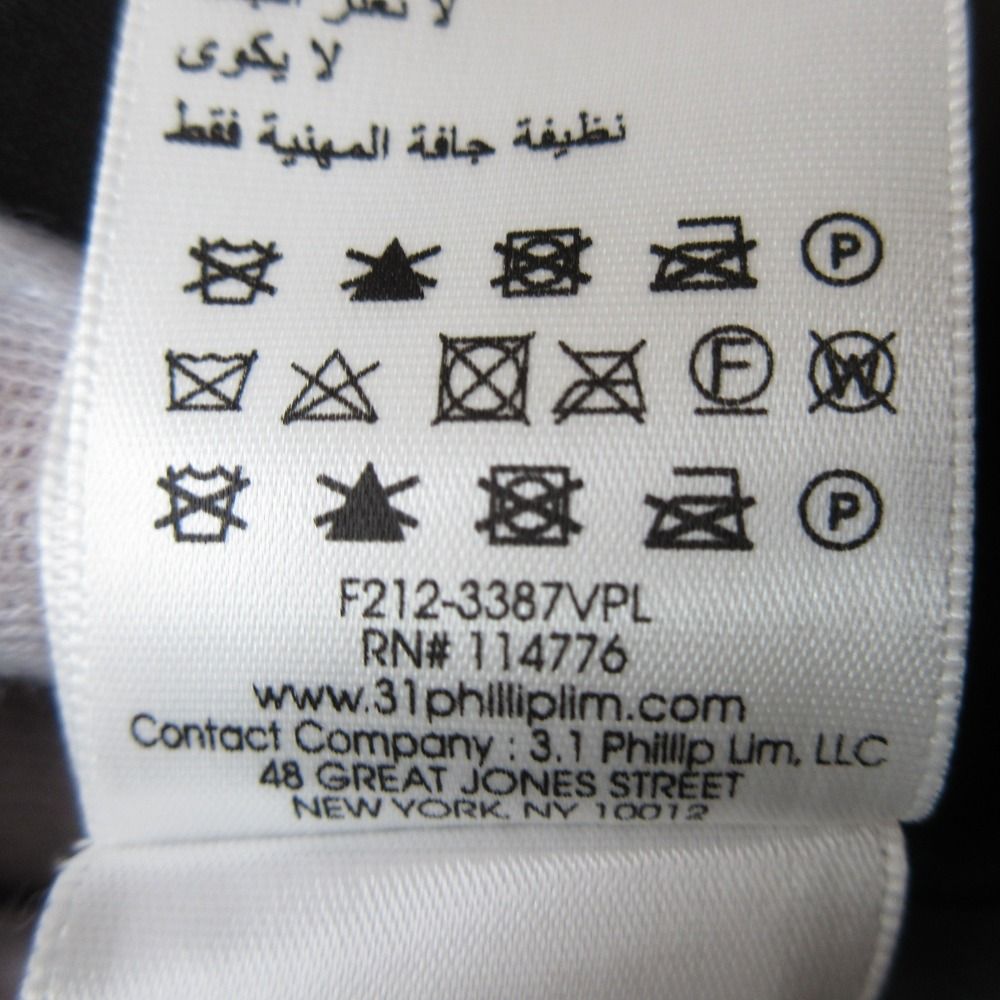 لا
لا يكوى
نظيفة جافة المهنية فقط
P
F W
P
F212-3387VPL
RN# 114776
www.31philliplim.com
Contact Company : 3.1 Phillip Lim, LLC
48 GREAT JONES STREET
NEW YORK, NY 10012